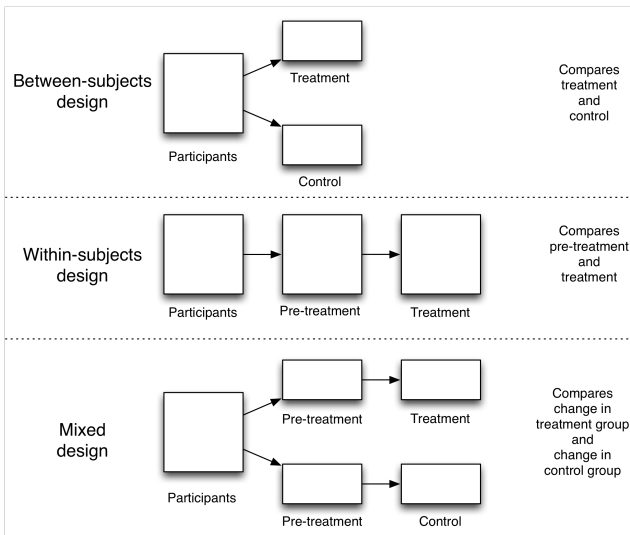 Between-subjects
design
Participants
Treatment
Control
Compares
treatment
and
control
Within-subjects
design
Participants
Pre-treatment
Treatment
Compares
pre-treatment
and
treatment
Mixed
design
Participants
Pre-treatment
Treatment
Pre-treatment
Control
Compares
change in
treatment group
and
change in
control group